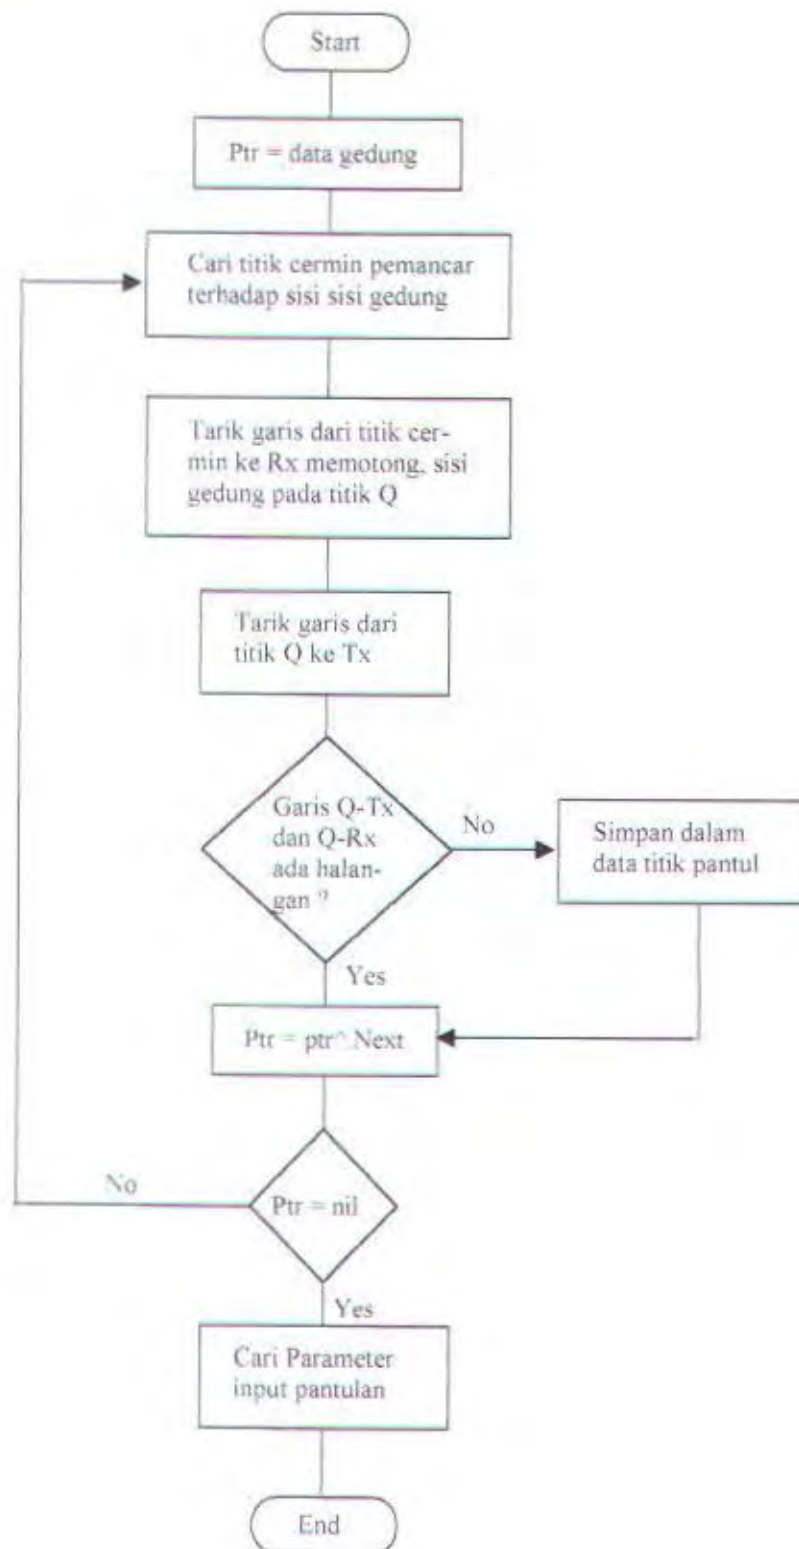 Start
Ptr = data gedung
Cari titik cermin pemancar
terhadap sisi sisi gedung
Tarik garis dari titik cer-
min ke Rx memotong, sisi
gedung pada titik Q
Tarik garis dari
titik Q ke Tx
Garis Q-Tx
dan Q-Rx
ada halan-
gan ?
No
Simpan dalam
data titik pantul
Yes
Ptr = ptr^.Next
No
Ptr = nil
Yes
Cari Parameter
input pantulan
End